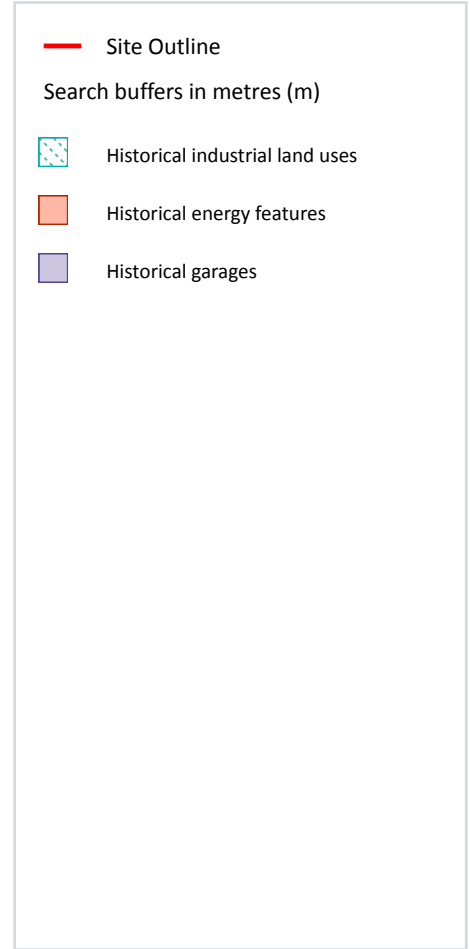 Site Outline
Search buffers in metres (m)
Historical industrial land uses
Historical energy features
Historical garages